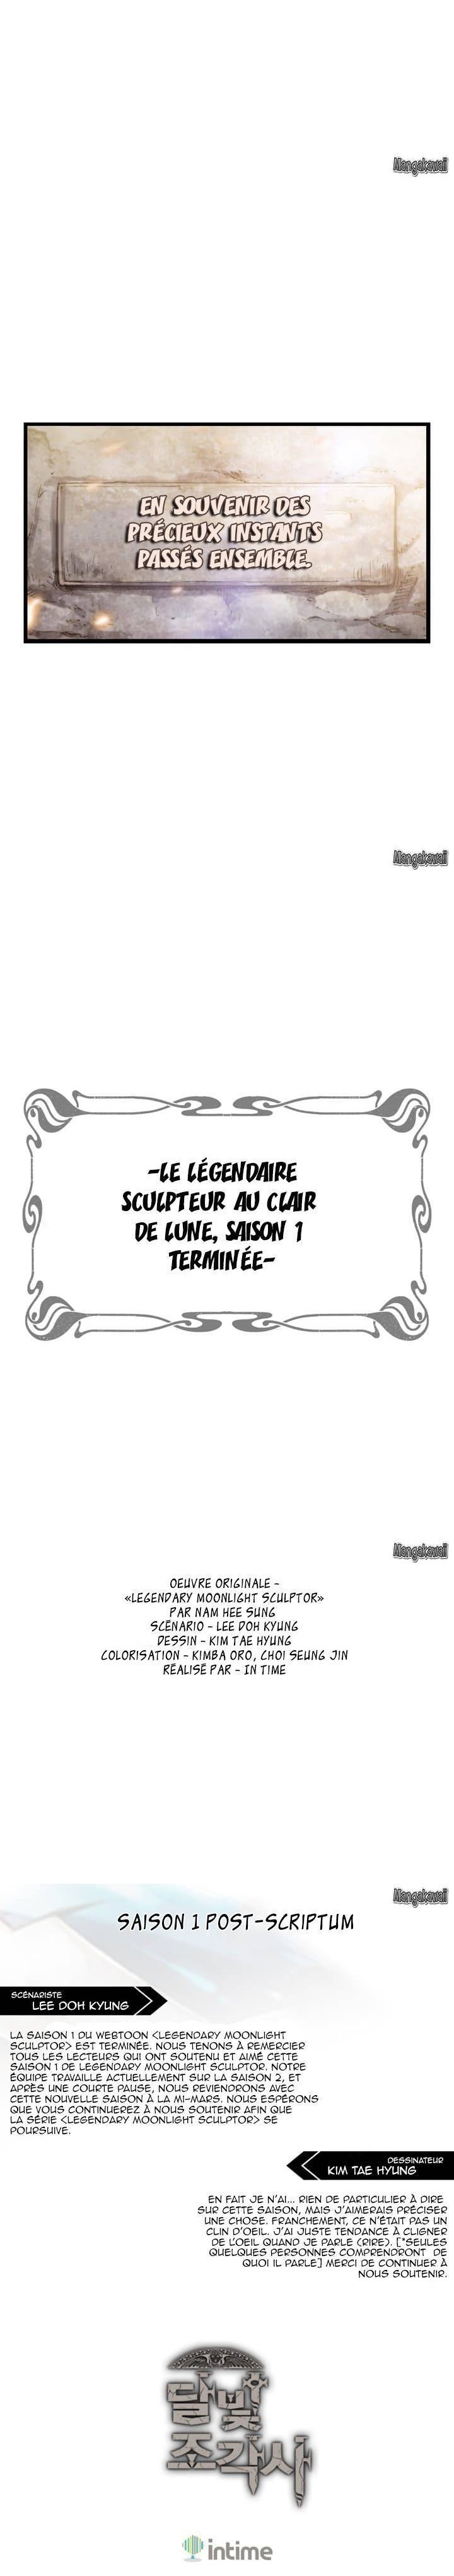 Mangakawaii
EN SOUVENIR DES
PRÉCIEUX INSTANTS
PASSÉS ENSEMBLE.
Mangakawaii
-LE LÉGENDAIRE
SCULPTEUR AU CLAIR
DE LUNE, SAISON 1
TERMINÉE-
Mangakawaii
OEUVRE ORIGINALE -
«LEGENDARY MOONLIGHT SCULPTOR»
PAR NAM HEE SUNG
SCÉNARIO - LEE DOH KYUNG
DESSIN - KIM TAE HYUNG
COLORISATION - KIMBA ORO, CHOI SEUNG JIN
RÉALISÉ PAR - IN TIME
Mangakawaii
SAISON 1 POST-SCRIPTUM
SCÉNARISTE
LEE DOH KYUNG
LA SAISON 1 DU WEBTOON <LEGENDARY MOONLIGHT
SCULPTOR> EST TERMINÉE. NOUS TENONS À REMERCIER
TOUS LES LECTEURS QUI ONT SOUTENU ET AIMÉ CETTE
SAISON 1 DE LEGENDARY MOONLIGHT SCULPTOR. NOTRE
ÉQUIPE TRAVAILLE ACTUELLEMENT SUR LA SAISON 2, ET
APRÈS UNE COURTE PAUSE, NOUS REVIENDRONS AVEC
CETTE NOUVELLE SAISON À LA MI-MARS. NOUS ESPÉRONS
QUE VOUS CONTINUEREZ À NOUS SOUTENIR AFIN QUE
LA SÉRIE <LEGENDARY MOONLIGHT SCULPTOR> SE
POURSUIVE.
DESSINATEUR
KIM TAE HYUNG
EN FAIT JE N'AI... RIEN DE PARTICULIER À DIRE
SUR CETTE SAISON, MAIS J'AIMERAIS PRÉCISER
UNE CHOSE. FRANCHEMENT, CE N'ÉTAIT PAS UN
CLIN D'OEIL. J'AI JUSTE TENDANCE À CLIGNER
DE L'OEIL QUAND JE PARLE (RIRE). [*SEULES
QUELQUES PERSONNES COMPRENDRONT DE
QUOI IL PARLE] MERCI DE CONTINUER À
NOUS SOUTENIR.
달빛
조각사
intime